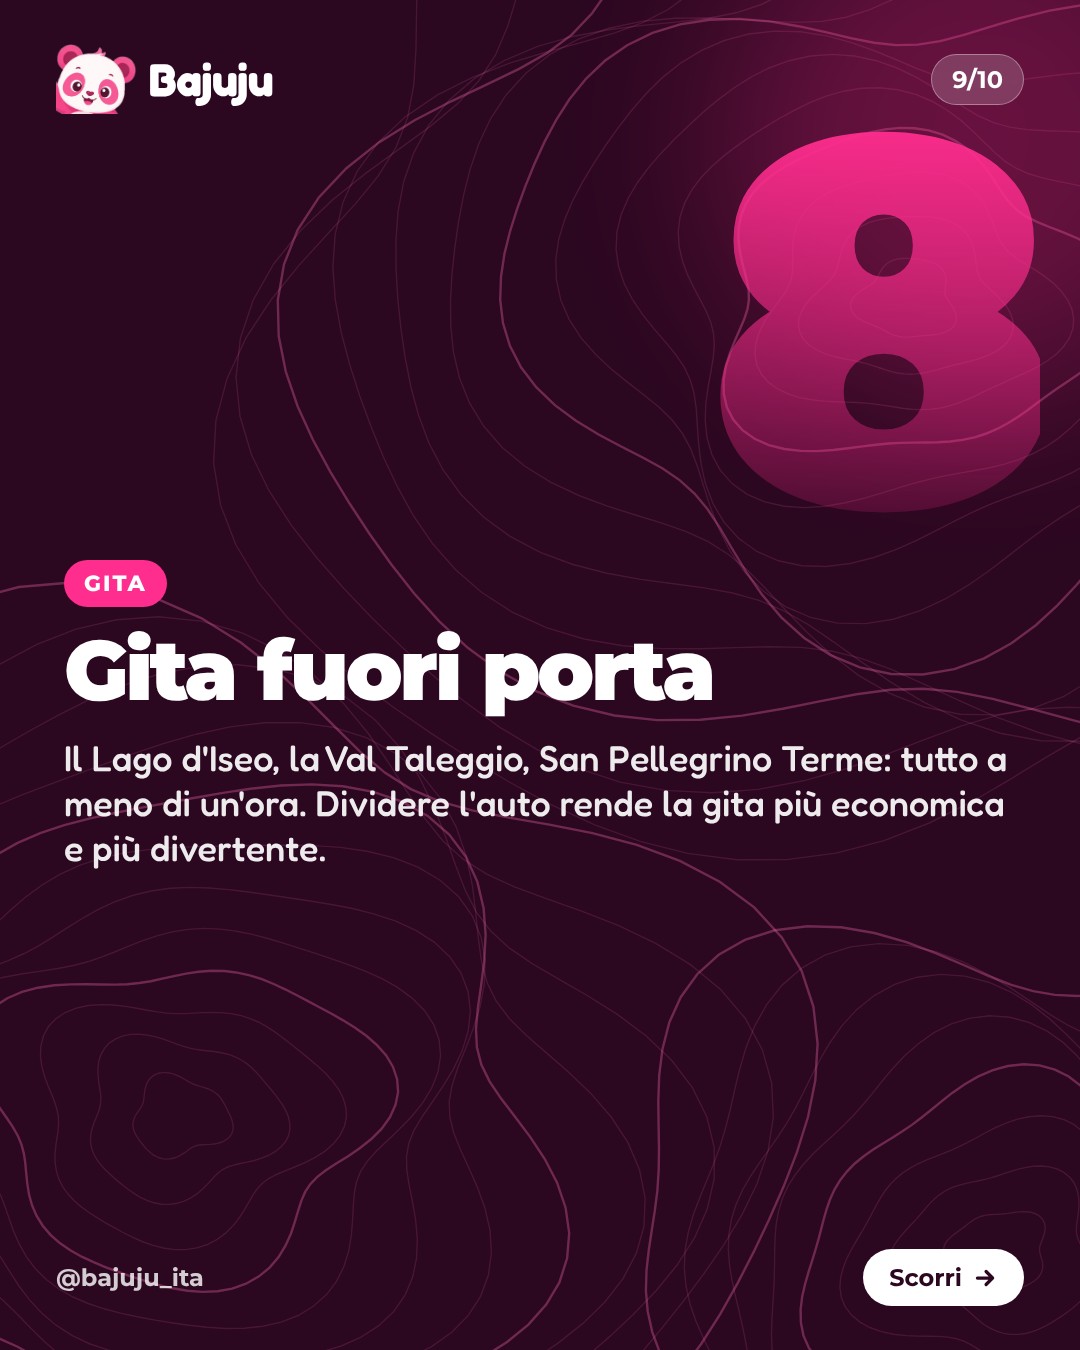 Bajuju
9/10
8
GITA
Gita fuori porta
Il Lago d'Iseo, la Val Taleggio, San Pellegrino Terme: tutto a
meno di un'ora. Dividere l'auto rende la gita più economica
e più divertente.
@bajuju_ita
Scorri →